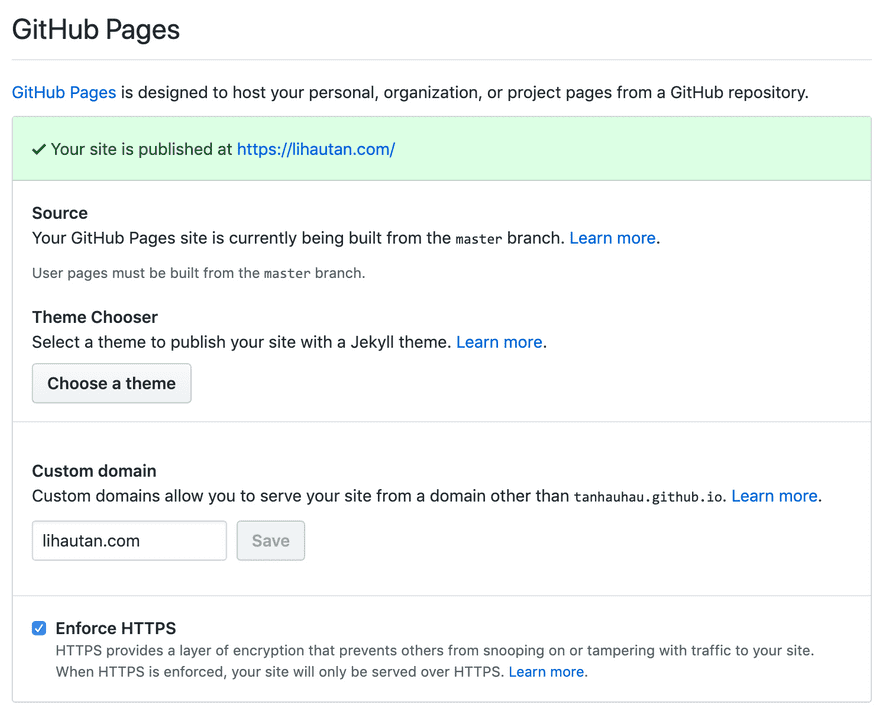 GitHub Pages
GitHub Pages is designed to host your personal, organization, or project pages from a GitHub repository.
Your site is published at https://lihautan.com/
Source
Your GitHub Pages site is currently being built from the master branch. Learn more.
User pages must be built from the master branch.
Theme Chooser
Select a theme to publish your site with a Jekyll theme. Learn more.
Choose a theme
Custom domain
Custom domains allow you to serve your site from a domain other than tanhauhau.github.io. Learn more.
lihautan.com Save
Enforce HTTPS
HTTPS provides a layer of encryption that prevents others from snooping on or tampering with traffic to your site.
When HTTPS is enforced, your site will only be served over HTTPS. Learn more.